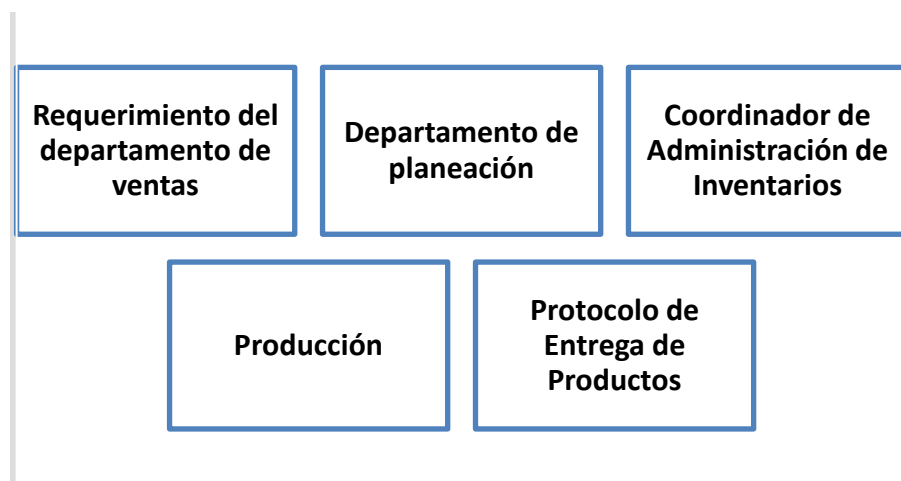 Requerimiento del
departamento de
ventas
Departamento de
planeación
Coordinador de
Administración de
Inventarios
Producción
Protocolo de
Entrega de
Productos